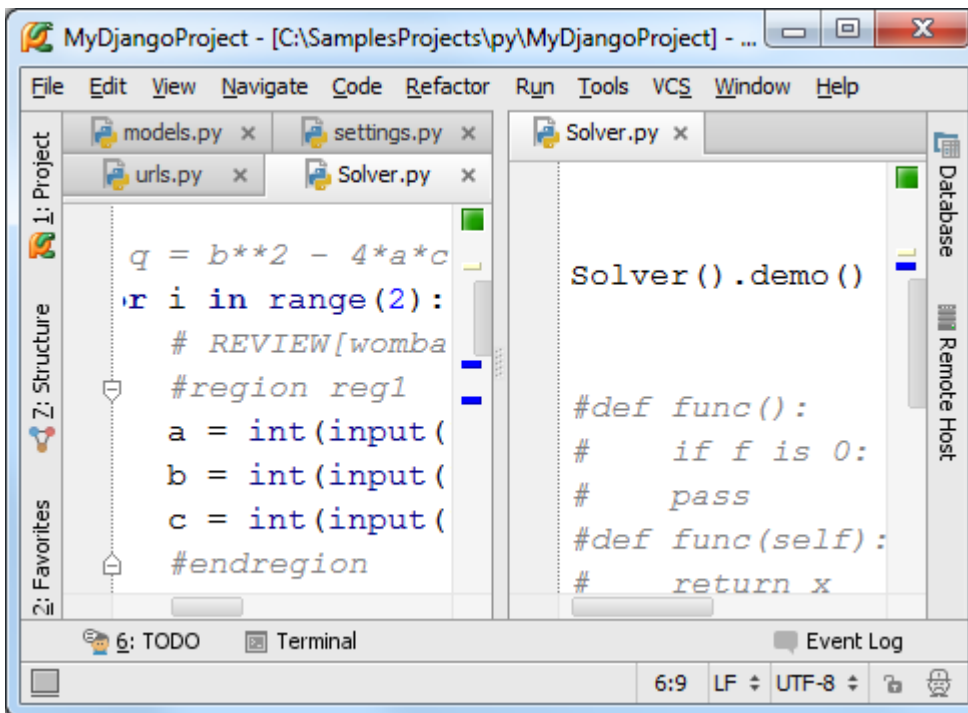 MyDjangoProject - [C:\SamplesProjects\py\MyDjangoProject] - ...
File Edit View Navigate Code Refactor Run Tools VCS Window Help
1: Project
7: Structure
2: Favorites
models.py settings.py
urls.py Solver.py
q = b**2 - 4*a*c
r i in range(2):
# REVIEW[womba
#region reg1
a = int(input(
b = int(input(
c = int(input(
#endregion
Solver.py
Solver().demo()
#def func():
# if f is 0:
# pass
#def func(self):
# return x
Database
Remote Host
6: TODO Terminal Event Log
6:9 LF UTF-8